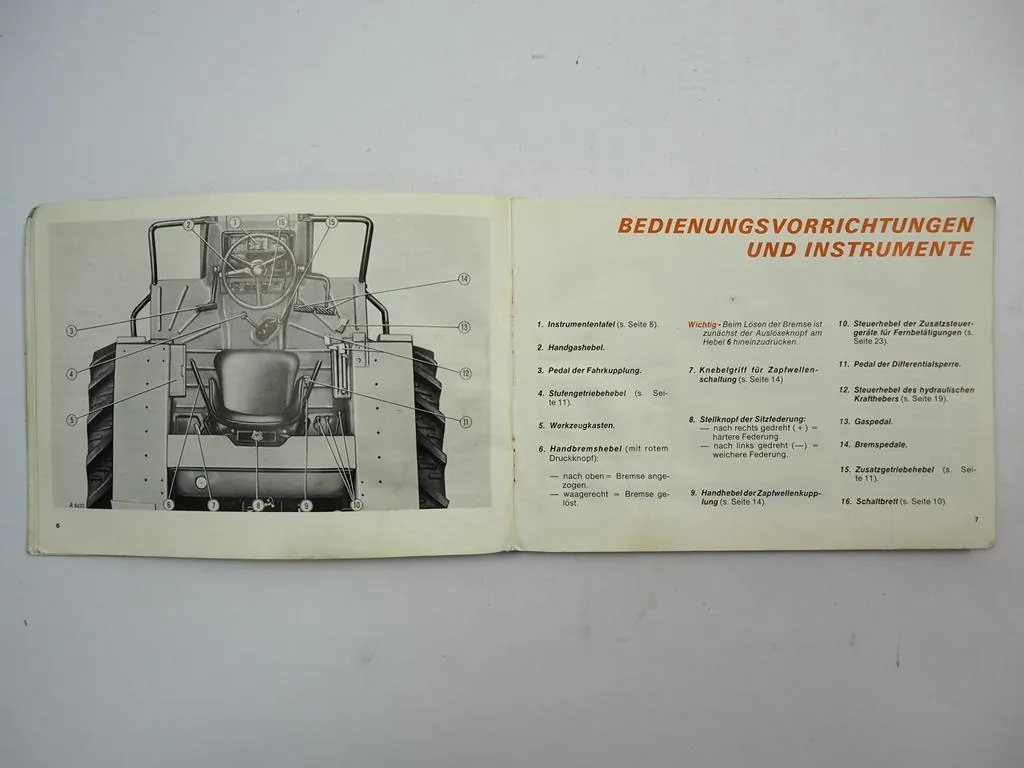 1
16
2
15
14
3
13
4
12
5
11
6
7
8
9
10
A 6403
6
BEDIENUNGSVORRICHTUNGEN
UND INSTRUMENTE
1. Instrumententafel (s. Seite 8).
2. Handgashebel.
3. Pedal der Fahrkupplung.
4. Stufengetriebehebel (s. Sei-
te 11).
5. Werkzeugkasten.
6. Handbremshebel (mit rotem
Druckknopf):
— nach oben = Bremse ange-
zogen.
— waagerecht = Bremse ge-
löst.
Wichtig - Beim Lösen der Bremse ist
zunächst der Auslöseknopf am
Hebel 6 hineinzudrücken.
7. Knebelgriff für Zapfwellen-
schaltung (s. Seite 14)
8. Stellknopf der Sitzfederung:
— nach rechts gedreht (+) =
härtere Federung.
— nach links gedreht (—) =
weichere Federung.
9. Handhebel der Zapfwellenkupp-
lung (s. Seite 14).
10. Steuerhebel der Zusatzsteuer-
geräte für Fernbetätigungen (s.
Seite 23).
11. Pedal der Differentialsperre.
12. Steuerhebel des hydraulischen
Krafthebers (s. Seite 19).
13. Gaspedal.
14. Bremspedale.
15. Zusatzgetriebehebel (s. Sei-
te 11).
16. Schaltbrett (s. Seite 10).
7